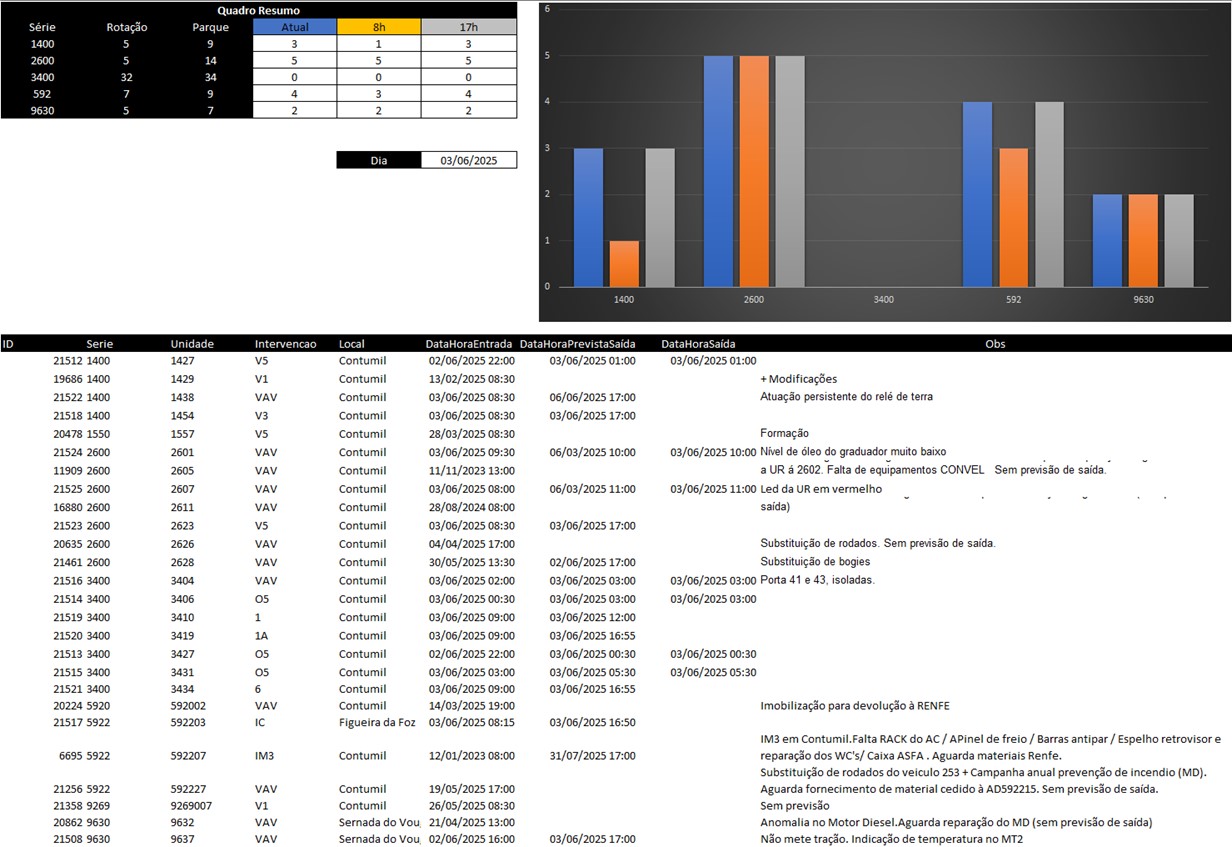 Quadro Resumo
Série Rotação Parque Atual 8h 17h
1400 5 9 3 1 3
2600 5 14 5 5 5
3400 32 34 0 0 0
592 7 9 4 3 4
9630 5 7 2 2 2
Dia 03/06/2025
6
5
4
3
2
1
0
1400 2600 3400 592 9630
ID Serie Unidade Intervencao Local DataHoraEntrada DataHoraPrevistaSaída DataHoraSaída Obs
21512 1400 1427 V5 Contumil 02/06/2025 22:00 03/06/2025 01:00 03/06/2025 01:00
19686 1400 1429 V1 Contumil 13/02/2025 08:30 + Modificações
21522 1400 1438 VAV Contumil 03/06/2025 08:30 06/06/2025 17:00 Atuação persistente do relé de terra
21518 1400 1454 V3 Contumil 03/06/2025 08:30 03/06/2025 17:00
20478 1550 1557 V5 Contumil 28/03/2025 08:30 Formação
21524 2600 2601 VAV Contumil 03/06/2025 09:30 06/03/2025 10:00 03/06/2025 10:00 Nível de óleo do graduador muito baixo
11909 2600 2605 VAV Contumil 11/11/2023 13:00 a UR á 2602. Falta de equipamentos CONVEL Sem previsão de saída.
21525 2600 2607 VAV Contumil 03/06/2025 08:00 06/03/2025 11:00 03/06/2025 11:00 Led da UR em vermelho
16880 2600 2611 VAV Contumil 28/08/2024 08:00 saída)
21523 2600 2623 V5 Contumil 03/06/2025 08:30 03/06/2025 17:00
20635 2600 2626 VAV Contumil 04/04/2025 17:00 Substituição de rodados. Sem previsão de saída.
21461 2600 2628 VAV Contumil 30/05/2025 13:30 02/06/2025 17:00 Substituição de bogies
21516 3400 3404 VAV Contumil 03/06/2025 02:00 03/06/2025 03:00 03/06/2025 03:00 Porta 41 e 43, isoladas.
21514 3400 3406 O5 Contumil 03/06/2025 00:30 03/06/2025 03:00 03/06/2025 03:00
21519 3400 3410 1 Contumil 03/06/2025 09:00 03/06/2025 12:00
21520 3400 3419 1A Contumil 03/06/2025 09:00 03/06/2025 16:55
21513 3400 3427 O5 Contumil 02/06/2025 22:00 03/06/2025 00:30 03/06/2025 00:30
21515 3400 3431 O5 Contumil 03/06/2025 03:00 03/06/2025 05:30 03/06/2025 05:30
21521 3400 3434 6 Contumil 03/06/2025 09:00 03/06/2025 16:55
20224 5920 592002 VAV Contumil 14/03/2025 19:00 Imobilização para devolução à RENFE
21517 5922 592203 IC Figueira da Foz 03/06/2025 08:15 03/06/2025 16:50
IM3 em Contumil.Falta RACK do AC / APinel de freio / Barras antipar / Espelho retrovisor e
6695 5922 592207 IM3 Contumil 12/01/2023 08:00 31/07/2025 17:00 reparação dos WC's/ Caixa ASFA . Aguarda materiais Renfe.
Substituição de rodados do veiculo 253 + Campanha anual prevenção de incendio (MD).
21256 5922 592227 VAV Contumil 19/05/2025 17:00 Aguarda fornecimento de material cedido à AD592215. Sem previsão de saída.
21358 9269 9269007 V1 Contumil 26/05/2025 08:30 Sem previsão
20862 9630 9632 VAV Sernada do Vou 21/04/2025 13:00 Anomalia no Motor Diesel.Aguarda reparação do MD (sem previsão de saída)
21508 9630 9637 VAV Sernada do Vou 02/06/2025 16:00 03/06/2025 17:00 Não mete tração. Indicação de temperatura no MT2